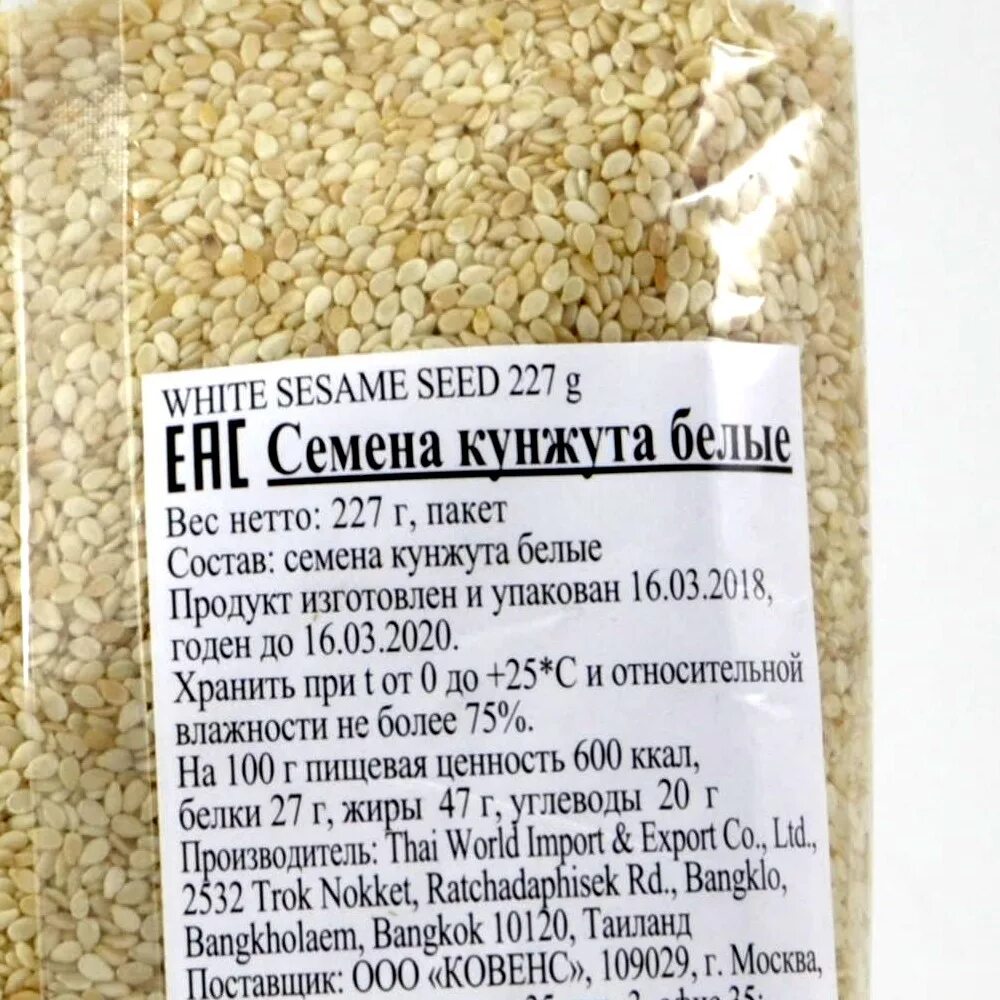 WHITE SESAME SEED 227 g
EAC Семена кунжута белые
Вес нетто: 227 г, пакет
Состав: семена кунжута белые
Продукт изготовлен и упакован 16.03.2018,
годен до 16.03.2020.
Хранить при t от 0 до +25*C и относительной
влажности не более 75%.
На 100 г пищевая ценность 600 ккал,
белки 27 г, жиры 47 г, углеводы 20 г
Производитель: Thai World Import & Export Co., Ltd.,
2532 Trok Nokket, Ratchadaphisek Rd., Bangklo,
Bangkholaem, Bangkok 10120, Таиланд
Поставщик: ООО «КОВЕНС», 109029, г. Москва,